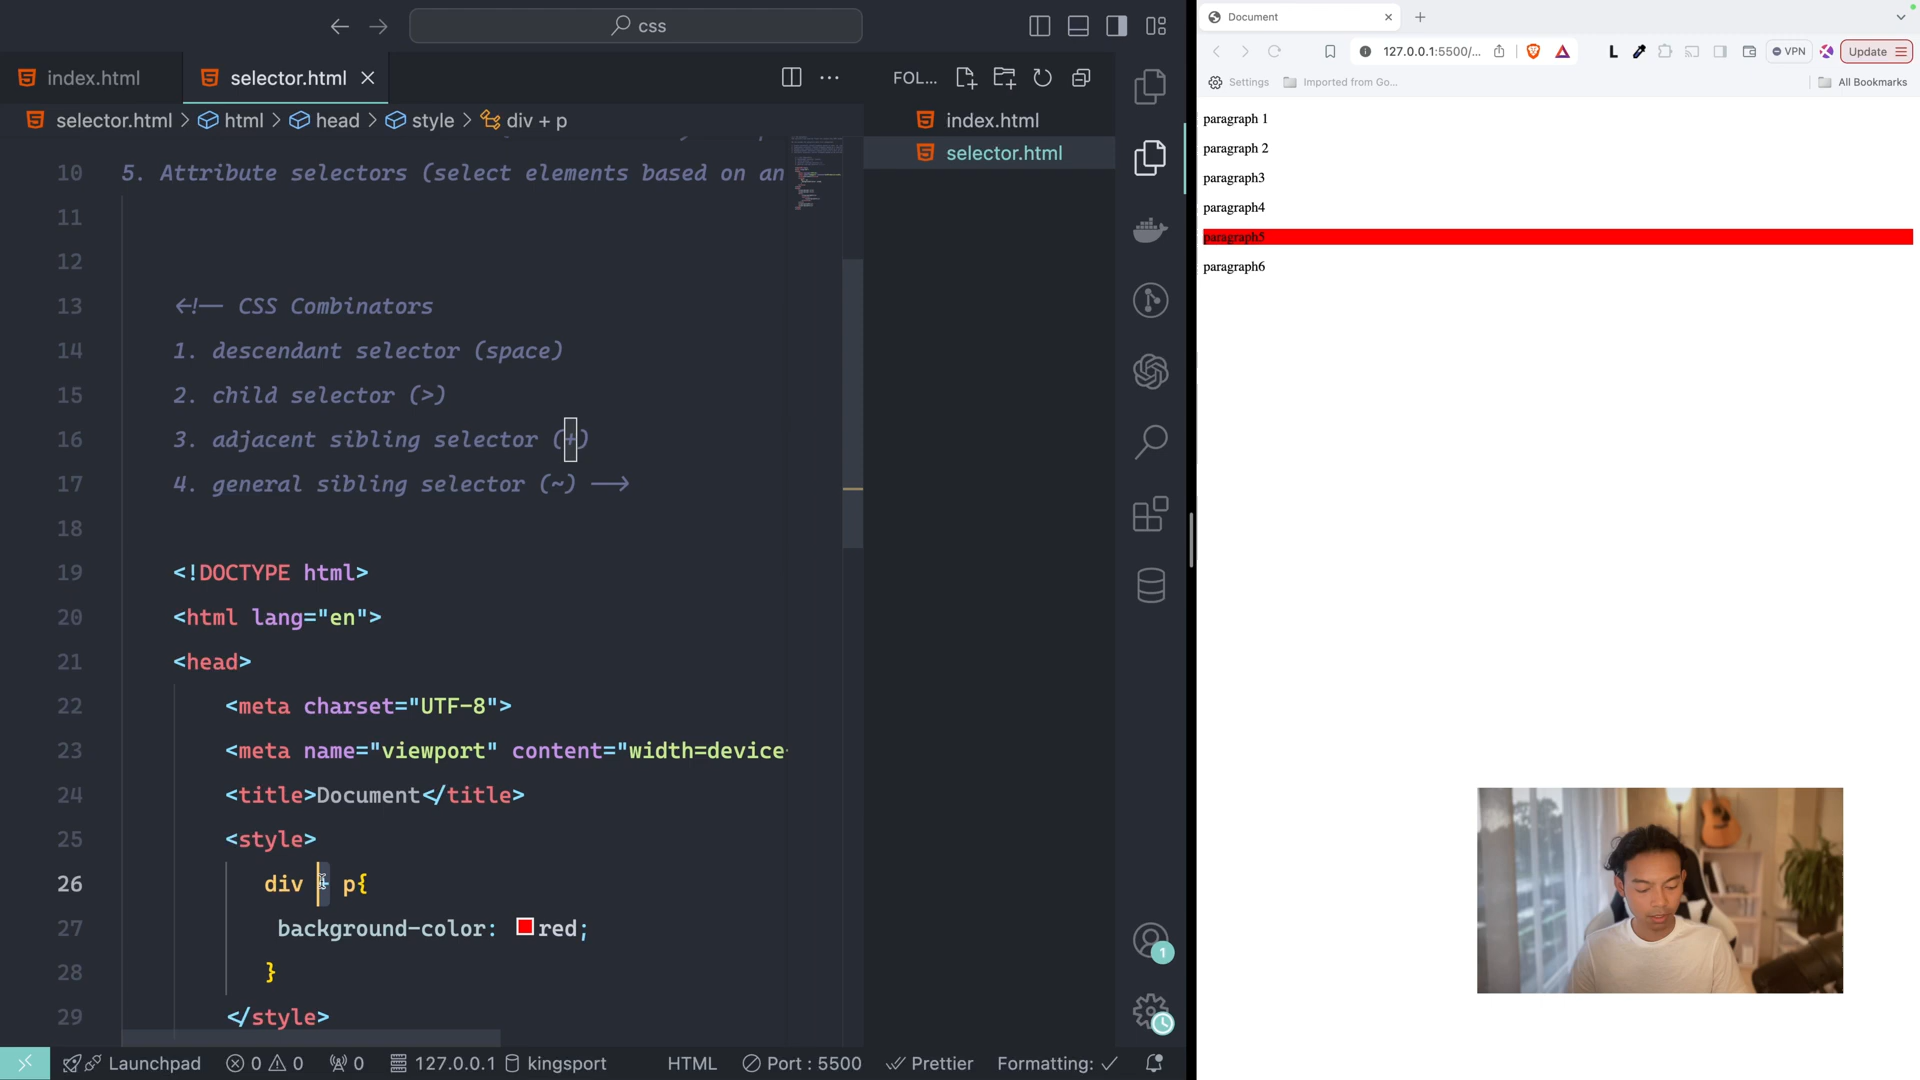 css
index.html
selector.html
FOL...
selector.html > html > head > style > div + p
index.html
selector.html
10 5. Attribute selectors (select elements based on an
11
12
13 <!-- CSS Combinators
14 1. descendant selector (space)
15 2. child selector (>)
16 3. adjacent sibling selector (+)
17 4. general sibling selector (~) -->
18
19 <!DOCTYPE html>
20 <html lang="en">
21 <head>
22 <meta charset="UTF-8">
23 <meta name="viewport" content="width=device-
24 <title>Document</title>
25 <style>
26 div + p{
27 background-color: red;
28 }
29 </style>
1
Launchpad 0 0 0 127.0.0.1 kingsport HTML Port : 5500 Prettier Formatting:
Document
127.0.0.1:5500/... L VPN Update
Settings Imported from Go... All Bookmarks
paragraph 1
paragraph 2
paragraph3
paragraph4
paragraph5
paragraph6